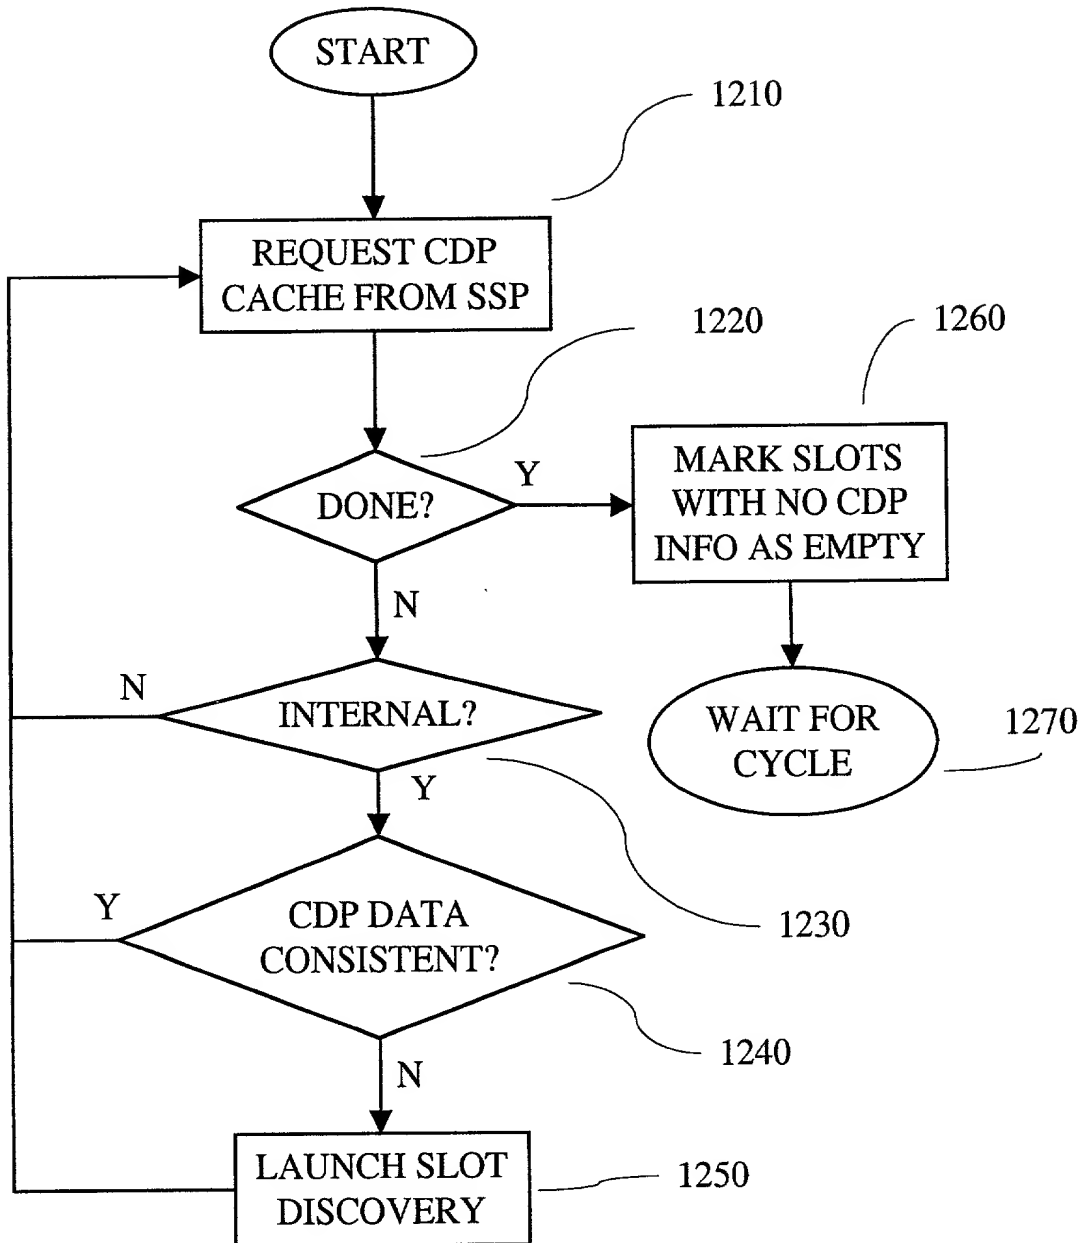 START
1210
REQUEST CDP
CACHE FROM SSP
1220
1260
DONE?
Y
MARK SLOTS
WITH NO CDP
INFO AS EMPTY
N
N
INTERNAL?
WAIT FOR
CYCLE
1270
Y
1230
Y
CDP DATA
CONSISTENT?
1240
N
LAUNCH SLOT
DISCOVERY
1250